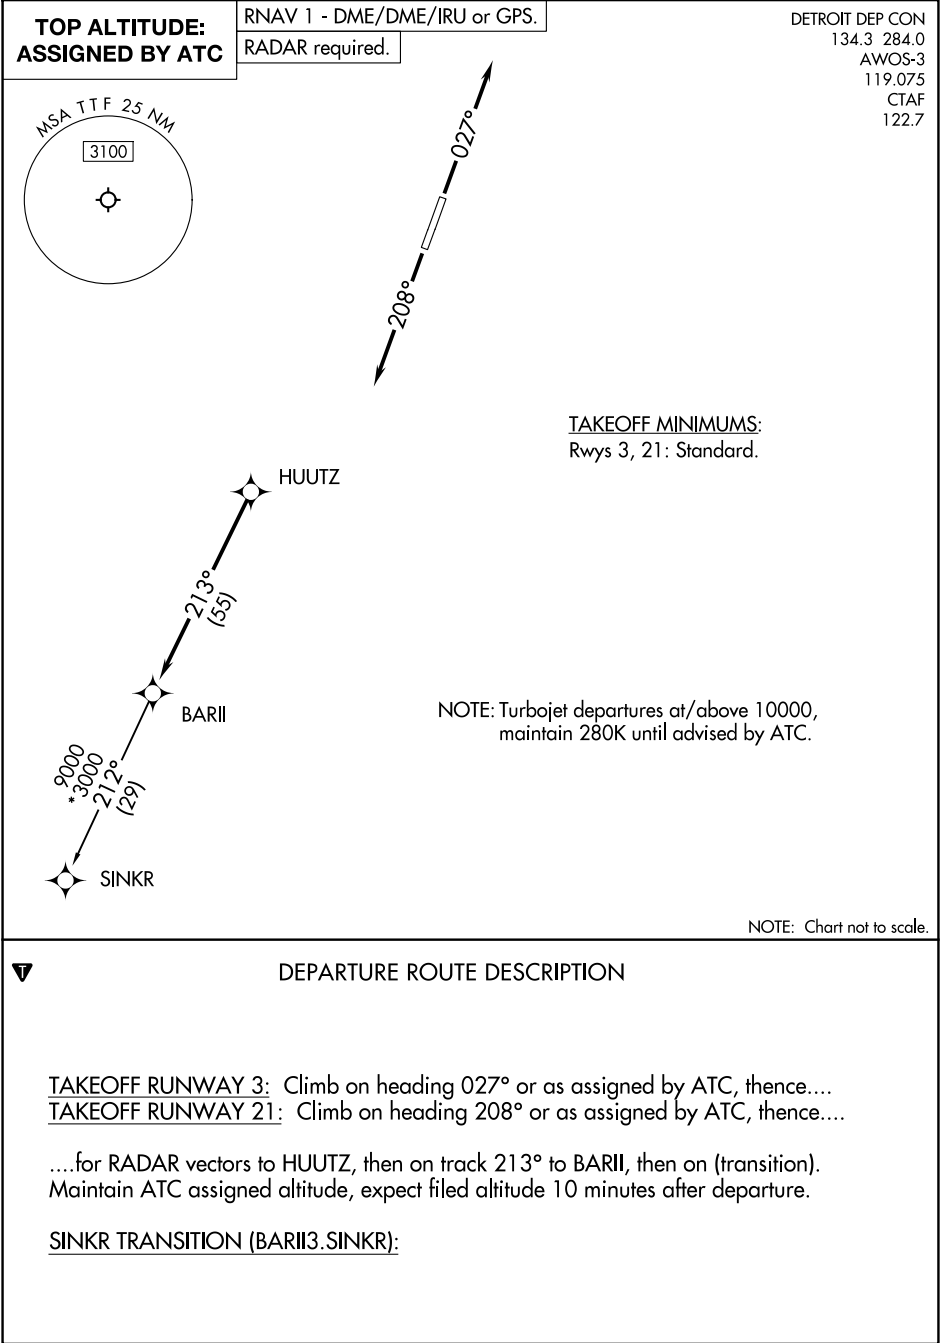 TOP ALTITUDE:
ASSIGNED BY ATC
RNAV 1 - DME/DME/IRU or GPS.
RADAR required.
DETROIT DEP CON
134.3 284.0
AWOS-3
119.075
CTAF
122.7
MSA TTF 25 NM
3100
027°
208°
TAKEOFF MINIMUMS:
Rwys 3, 21: Standard.
HUUTZ
213°
(55)
BARII
NOTE: Turbojet departures at/above 10000,
maintain 280K until advised by ATC.
9000
*3000
212°
(29)
SINKR
NOTE: Chart not to scale.
T
DEPARTURE ROUTE DESCRIPTION
TAKEOFF RUNWAY 3: Climb on heading 027° or as assigned by ATC, thence....
TAKEOFF RUNWAY 21: Climb on heading 208° or as assigned by ATC, thence....
....for RADAR vectors to HUUTZ, then on track 213° to BARII, then on (transition).
Maintain ATC assigned altitude, expect filed altitude 10 minutes after departure.
SINKR TRANSITION (BARII3.SINKR):